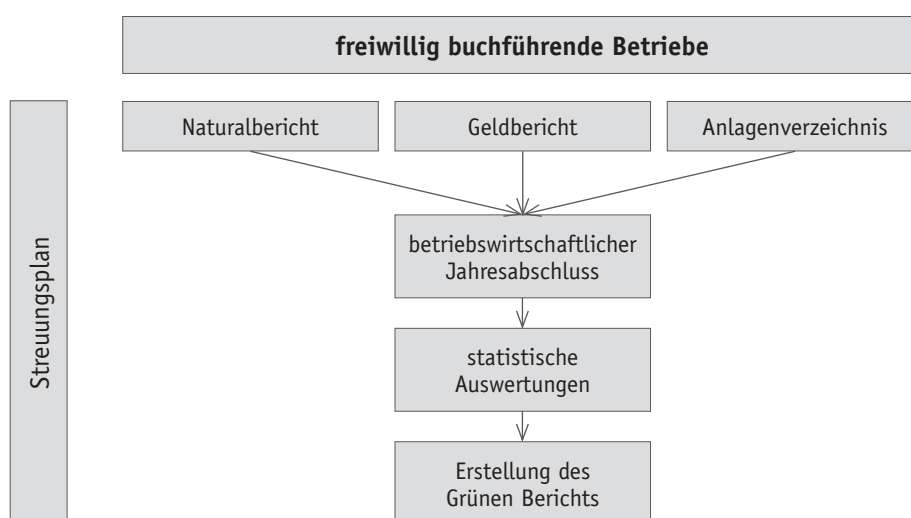 freiwillig buchführende Betriebe
Naturalbericht
Geldbericht
Anlagenverzeichnis
Streuungsplan
betriebswirtschaftlicher
Jahresabschluss
statistische
Auswertungen
Erstellung des
Grünen Berichts